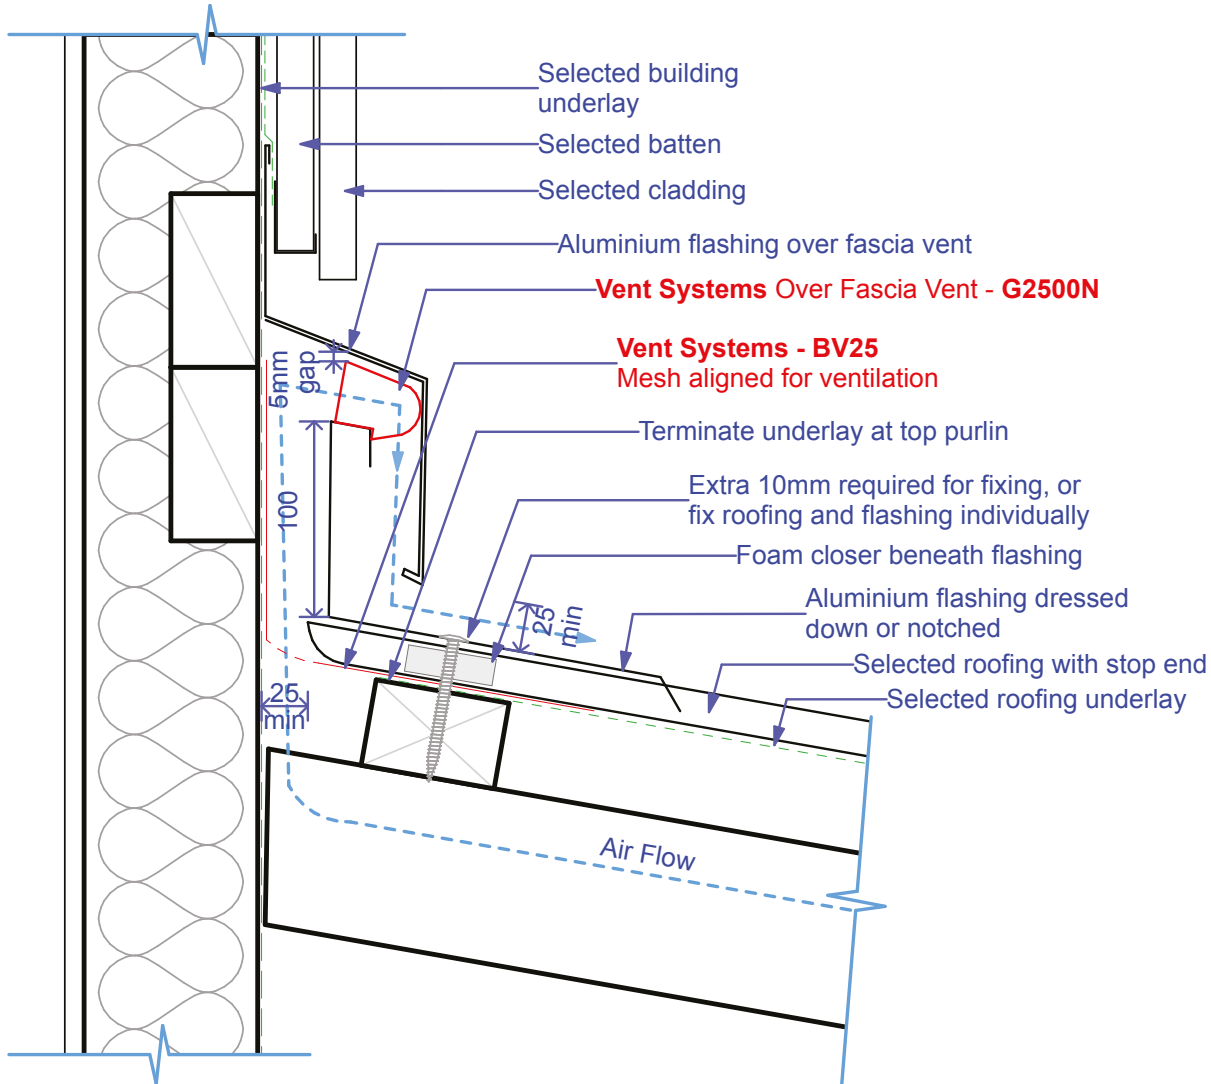 Selected building
underlay
Selected batten
Selected cladding
Aluminium flashing over fascia vent
Vent Systems Over Fascia Vent - G2500N
Vent Systems - BV25
Mesh aligned for ventilation
5mm
gap
Terminate underlay at top purlin
100
Extra 10mm required for fixing, or
fix roofing and flashing individually
Foam closer beneath flashing
25
min
Aluminium flashing dressed
down or notched
Selected roofing with stop end
Selected roofing underlay
25
min
Air Flow